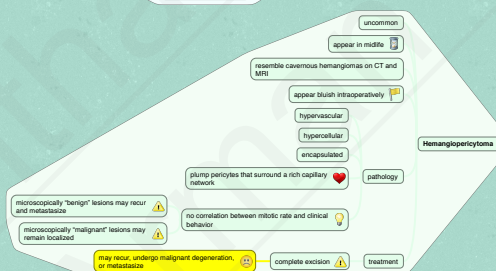 uncommon
appear in midlife
resemble cavernous hemangiomas on CT and
MRI
appear bluish intraoperatively
hypervascular
hypercellular
encapsulated
Hemangiopericytoma
plump pericytes that surround a rich capillary
network
pathology
microscopically “benign” lesions may recur
and metastasize
no correlation between mitotic rate and clinical
behavior
microscopically “malignant” lesions may
remain localized
may recur, undergo malignant degeneration,
or metastasize
complete excision
treatment